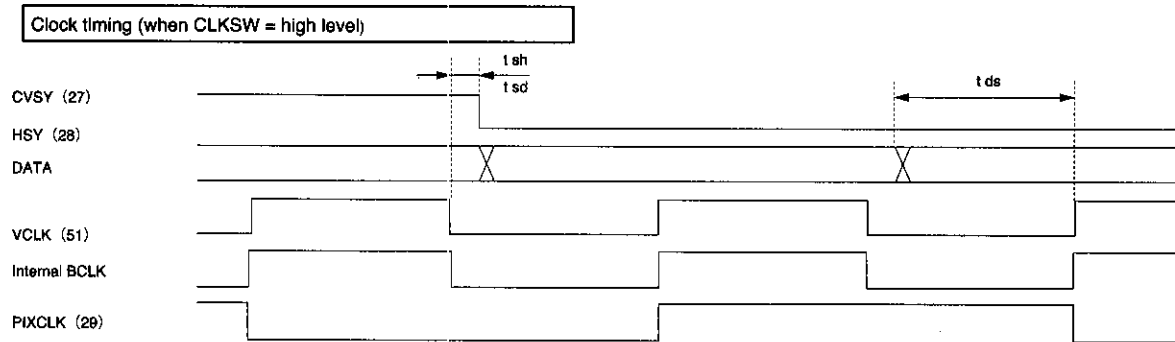 Clock timing (when CLKSW = high level)
t sh
t sd
t ds
CVSY (27)
HSY (28)
DATA
VCLK (51)
Internal BCLK
PIXCLK (29)